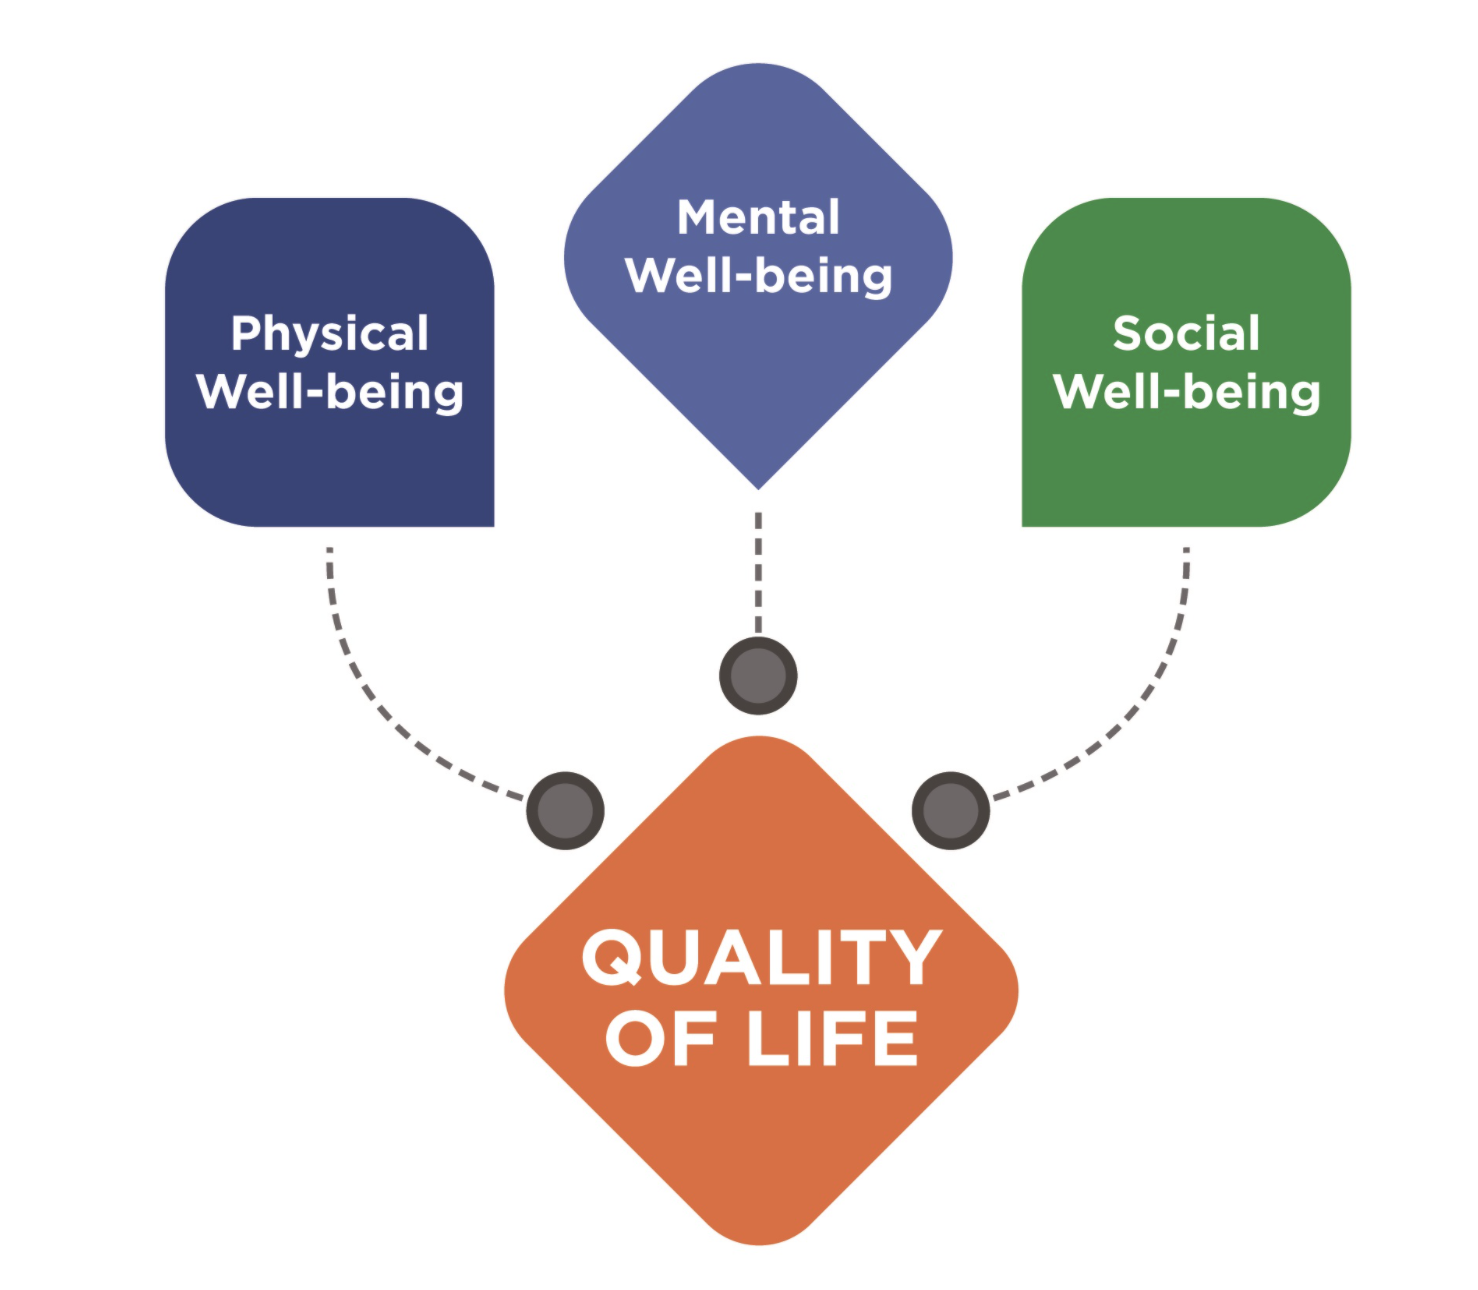 Physical
Well-being
Mental
Well-being
Social
Well-being
QUALITY
OF LIFE